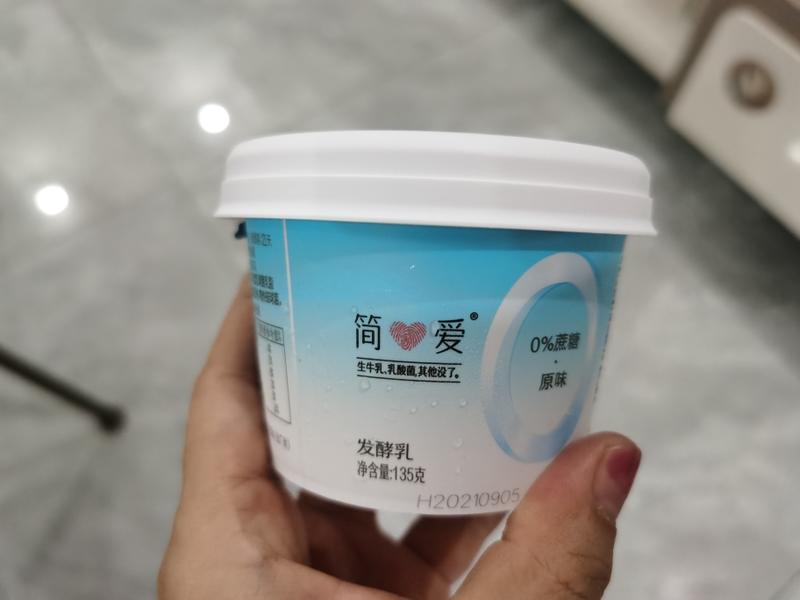 简爱®
生牛乳、乳酸菌,其他没了。
0%蔗糖
·
原味
发酵乳
净含量:135克
H20210905